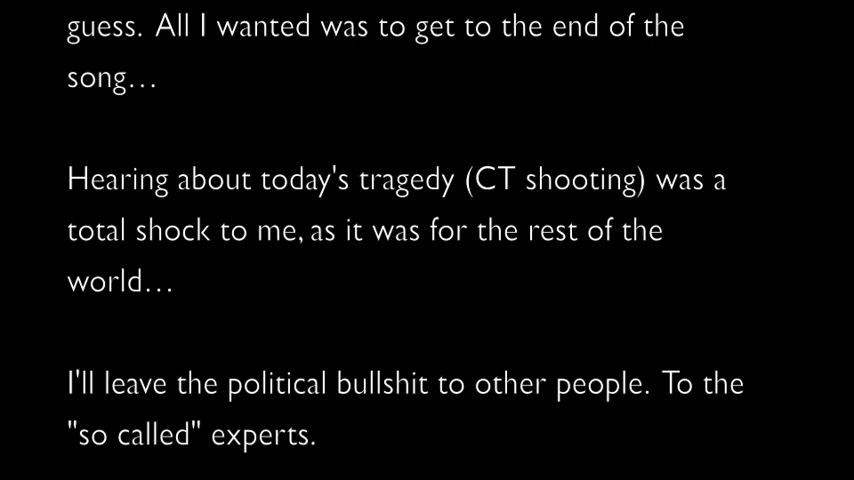 guess. All I wanted was to get to the end of the
song...
Hearing about today's tragedy (CT shooting) was a
total shock to me, as it was for the rest of the
world...
I'll leave the political bullshit to other people. To the
"so called" experts.